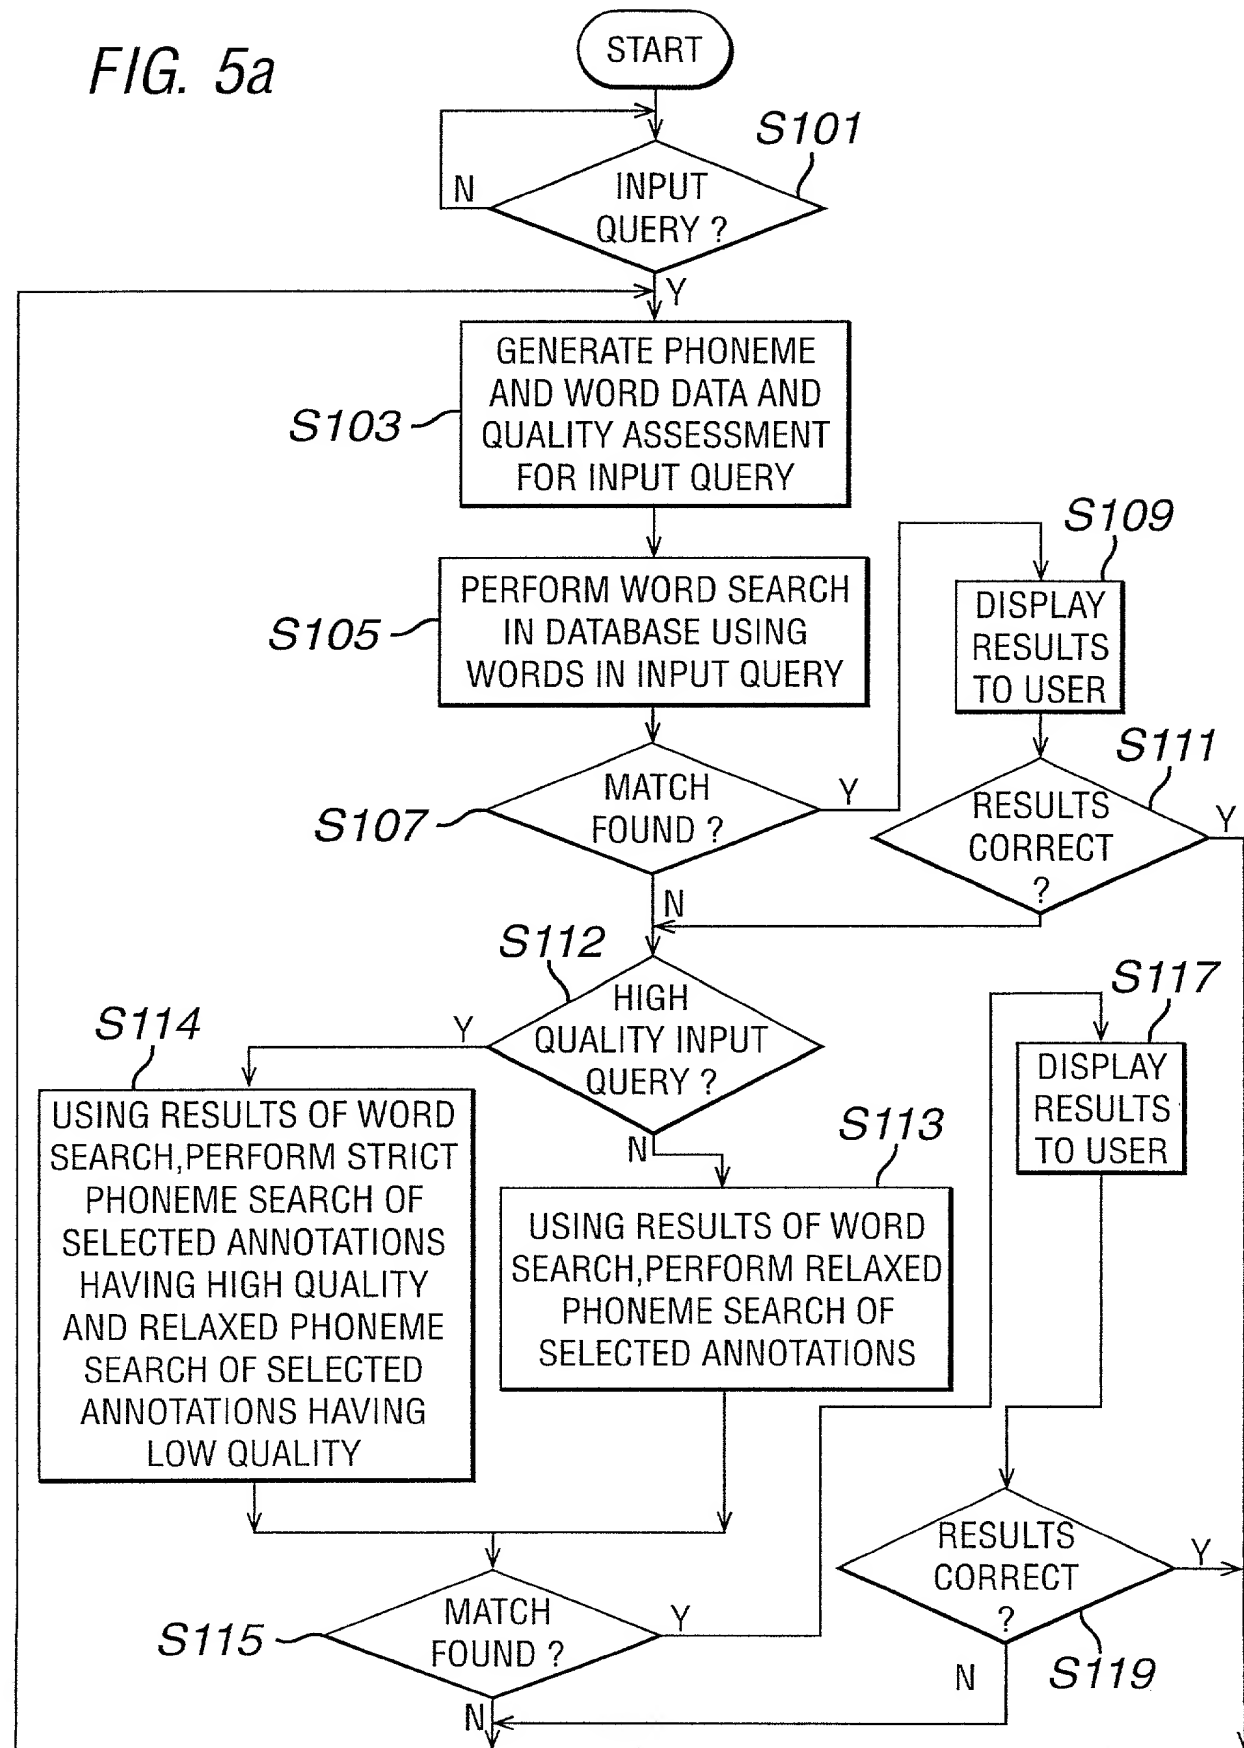 FIG. 5a
START
S101
INPUT
QUERY ?
N
Y
GENERATE PHONEME
AND WORD DATA AND
QUALITY ASSESSMENT
FOR INPUT QUERY
S103
S109
PERFORM WORD SEARCH
IN DATABASE USING
WORDS IN INPUT QUERY
S105
DISPLAY
RESULTS
TO USER
S111
MATCH
FOUND ?
Y
S107
RESULTS
CORRECT
?
Y
N
S112
HIGH
QUALITY INPUT
QUERY ?
Y
N
S117
DISPLAY
RESULTS
TO USER
S114
USING RESULTS OF WORD
SEARCH,PERFORM STRICT
PHONEME SEARCH OF
SELECTED ANNOTATIONS
HAVING HIGH QUALITY
AND RELAXED PHONEME
SEARCH OF SELECTED
ANNOTATIONS HAVING
LOW QUALITY
S113
USING RESULTS OF WORD
SEARCH,PERFORM RELAXED
PHONEME SEARCH OF
SELECTED ANNOTATIONS
RESULTS
CORRECT
?
Y
S119
N
MATCH
FOUND ?
Y
S115
N